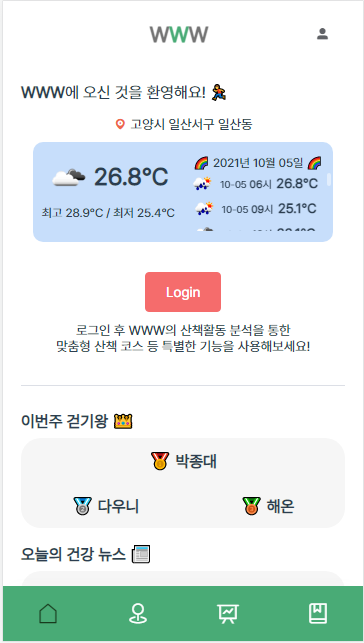 WWW
WWW에 오신 것을 환영해요!
고양시 일산서구 일산동
26.8°C
최고 28.9°C / 최저 25.4°C
2021년 10월 05일
10-05 06시 26.8°C
10-05 09시 25.1°C
Login
로그인 후 WWW의 산책활동 분석을 통한
맞춤형 산책 코스 등 특별한 기능을 사용해보세요!
이번주 걷기왕
박종대
다우니
해온
오늘의 건강 뉴스